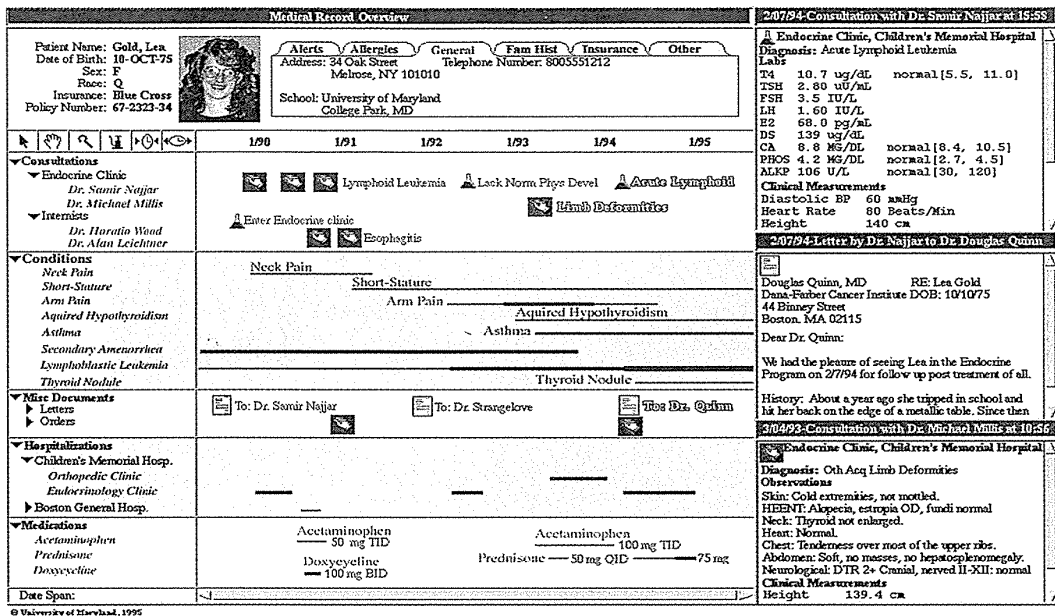 Medical Record Overview
Patient Name: Gold, Lea
Date of Birth: 10-OCT-75
Sex: F
Race: Q
Insurance: Blue Cross
Policy Number: 67-2323-34
Alerts Allergies General Fam Hist Insurance Other
Address: 34 Oak Street Telephone Number: 8005551212
Melrose, NY 101010
School: University of Maryland
College Park, MD
1/90 1/91 1/92 1/93 1/94 1/95
Consultations
Endocrine Clinic
Dr. Samir Najjar
Dr. Michael Millis
Internists
Dr. Horatio Wood
Dr. Alan Leichtner
Lymphoid Leukemia Lack Norm Phys Devel Acute Lymphoid
Limb Deformities
Enter Endocrine clinic
Esophagitis
Conditions
Neck Pain
Short-Stature
Arm Pain
Aquired Hypothyroidism
Asthma
Secondary Amenorrhea
Lymphoblastic Leukemia
Thyroid Nodule
Neck Pain
Short-Stature
Arm Pain
Aquired Hypothyroidism
Asthma
Thyroid Nodule
Misc Documents
Letters
Orders
To: Dr. Samir Najjar To: Dr. Strangelove To: Dr. Quinn
Hospitalizations
Children's Memorial Hosp.
Orthopedic Clinic
Endocrinology Clinic
Boston General Hosp.
Medications
Acetaminophen
Prednisone
Doxycycline
Acetaminophen
50 mg TID
Doxycycline
100 mg BID
Acetaminophen
100 mg TID
Prednisone 50 mg QID 75 mg
Date Span:
© University of Maryland, 1995
2/07/94-Consultation with Dr. Samir Najjar at 15:58
Endocrine Clinic, Children's Memorial Hospital
Diagnosis: Acute Lymphoid Leukemia
Labs
T4 10.7 ug/dL normal[5.5, 11.0]
TSH 2.80 uU/mL
FSH 3.5 IU/L
LH 1.60 IU/L
E2 68.0 pg/mL
DS 139 ug/dL
CA 8.8 MG/DL normal[8.4, 10.5]
PHOS 4.2 MG/DL normal[2.7, 4.5]
ALKP 106 U/L normal[30, 120]
Clinical Measurements
Diastolic BP 60 mmHg
Heart Rate 80 Beats/Min
Height 140 cm
2/07/94-Letter by Dr. Najjar to Dr. Douglas Quinn
Douglas Quinn, MD RE: Lea Gold
Dana-Farber Cancer Institute DOB: 10/10/75
44 Binney Street
Boston, MA 02115
Dear Dr. Quinn:
We had the pleasure of seeing Lea in the Endocrine
Program on 2/7/94 for follow up post treatment of all.
History: About a year ago she tripped in school and
hit her back on the edge of a metallic table. Since then
3/04/93-Consultation with Dr. Michael Millis at 10:56
Endocrine Clinic, Children's Memorial Hospital
Diagnosis: Oth Acq Limb Deformities
Observations
Skin: Cold extremities, not mottled.
HEENT: Alopecia, estropia OD, fundi normal
Neck: Thyroid not enlarged.
Heart: Normal.
Chest: Tenderness over most of the upper ribs.
Abdomen: Soft, no masses, no hepatosplenomegaly.
Neurological: DTR 2+ Cranial, nerved II-XII: normal
Clinical Measurements
Height 139.4 cm